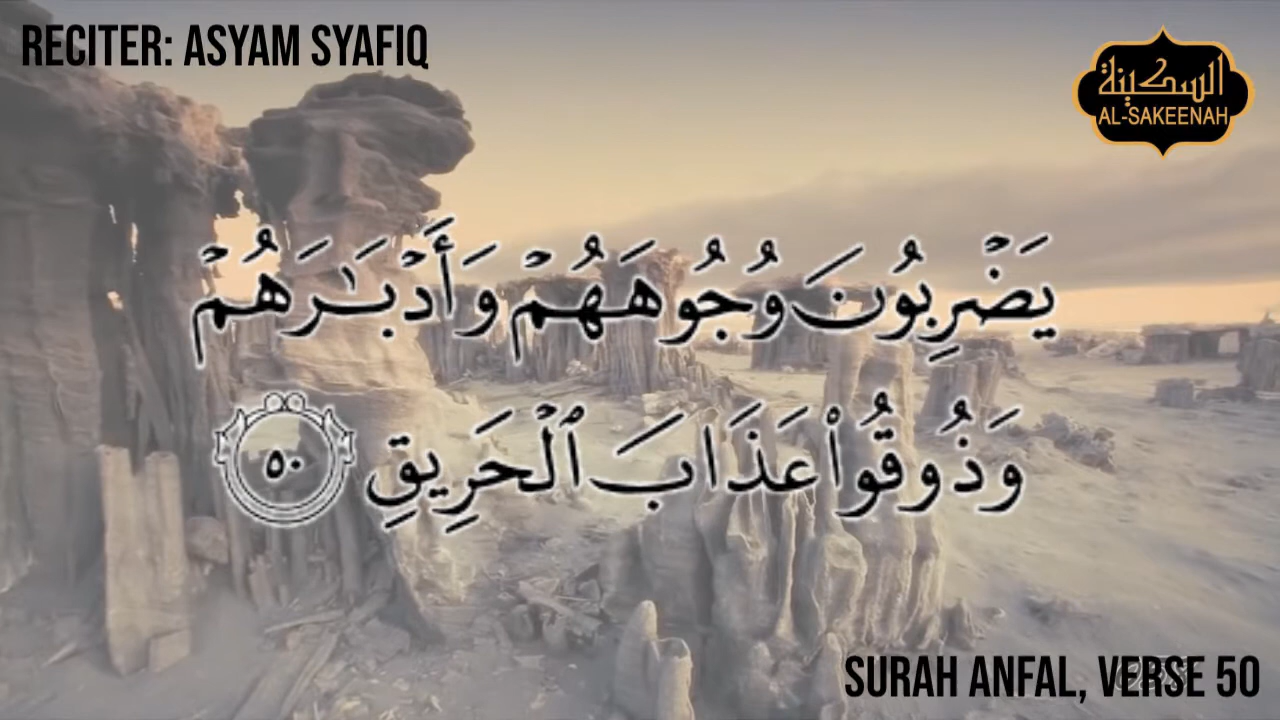 RECITER: ASYAM SYAFIQ
السكينة
AL-SAKEENAH
يَضْرِبُونَ وُجُوهَهُمْ وَأَدْبَٰرَهُمْ
وَذُوقُوا۟ عَذَابَ ٱلْحَرِيقِ ٥٠
SURAH ANFAL, VERSE 50